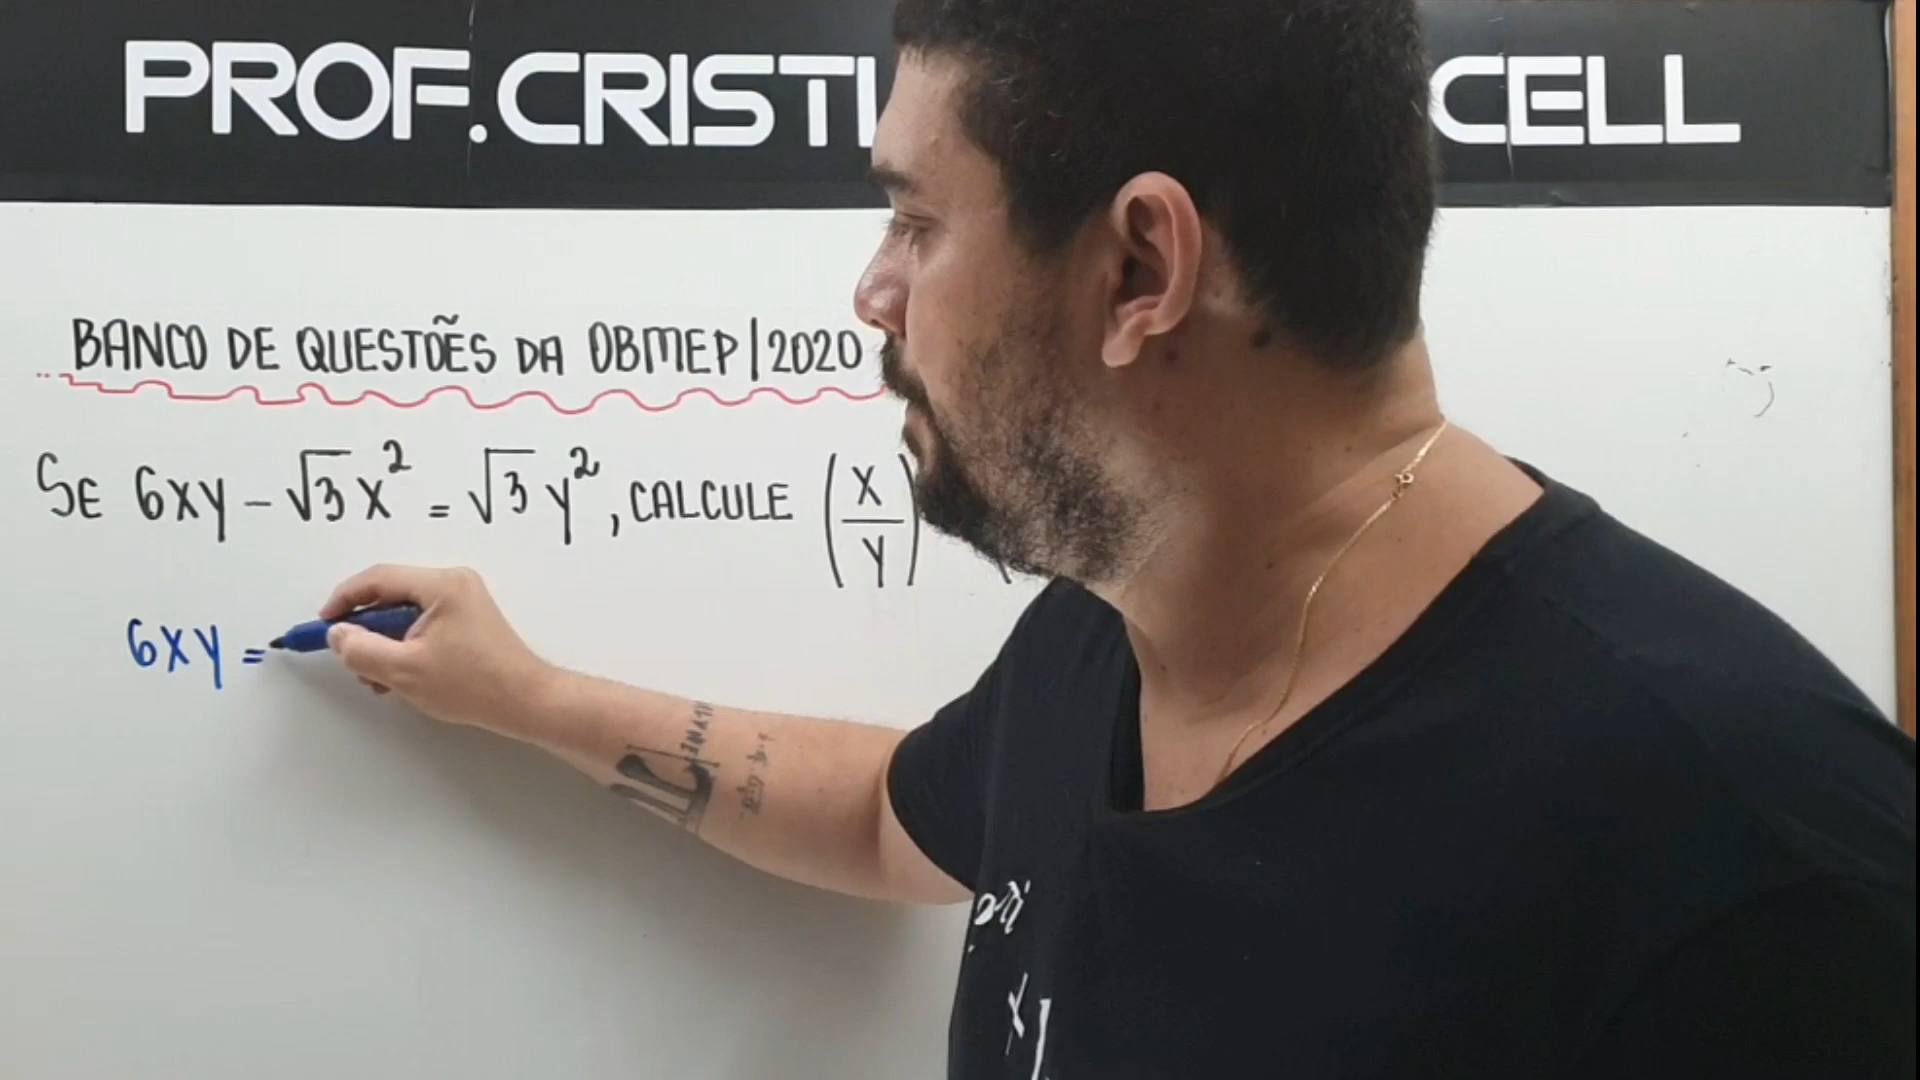 PROF.CRISTI CELL
BANCO DE QUESTÕES DA OBMEP|2020
SE 6xy - √3 x² = √3 y², CALCULE (x/y)
6xy =